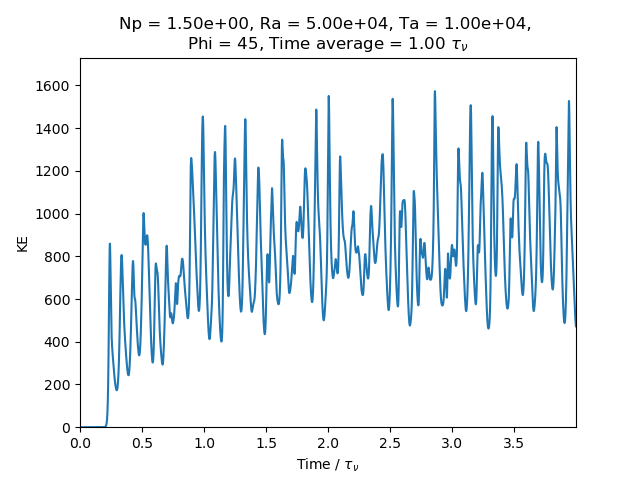 Np = 1.50e+00, Ra = 5.00e+04, Ta = 1.00e+04,
Phi = 45, Time average = 1.00 τν
1600
1400
1200
1000
800
600
400
200
0
KE
0.0 0.5 1.0 1.5 2.0 2.5 3.0 3.5
Time / τν